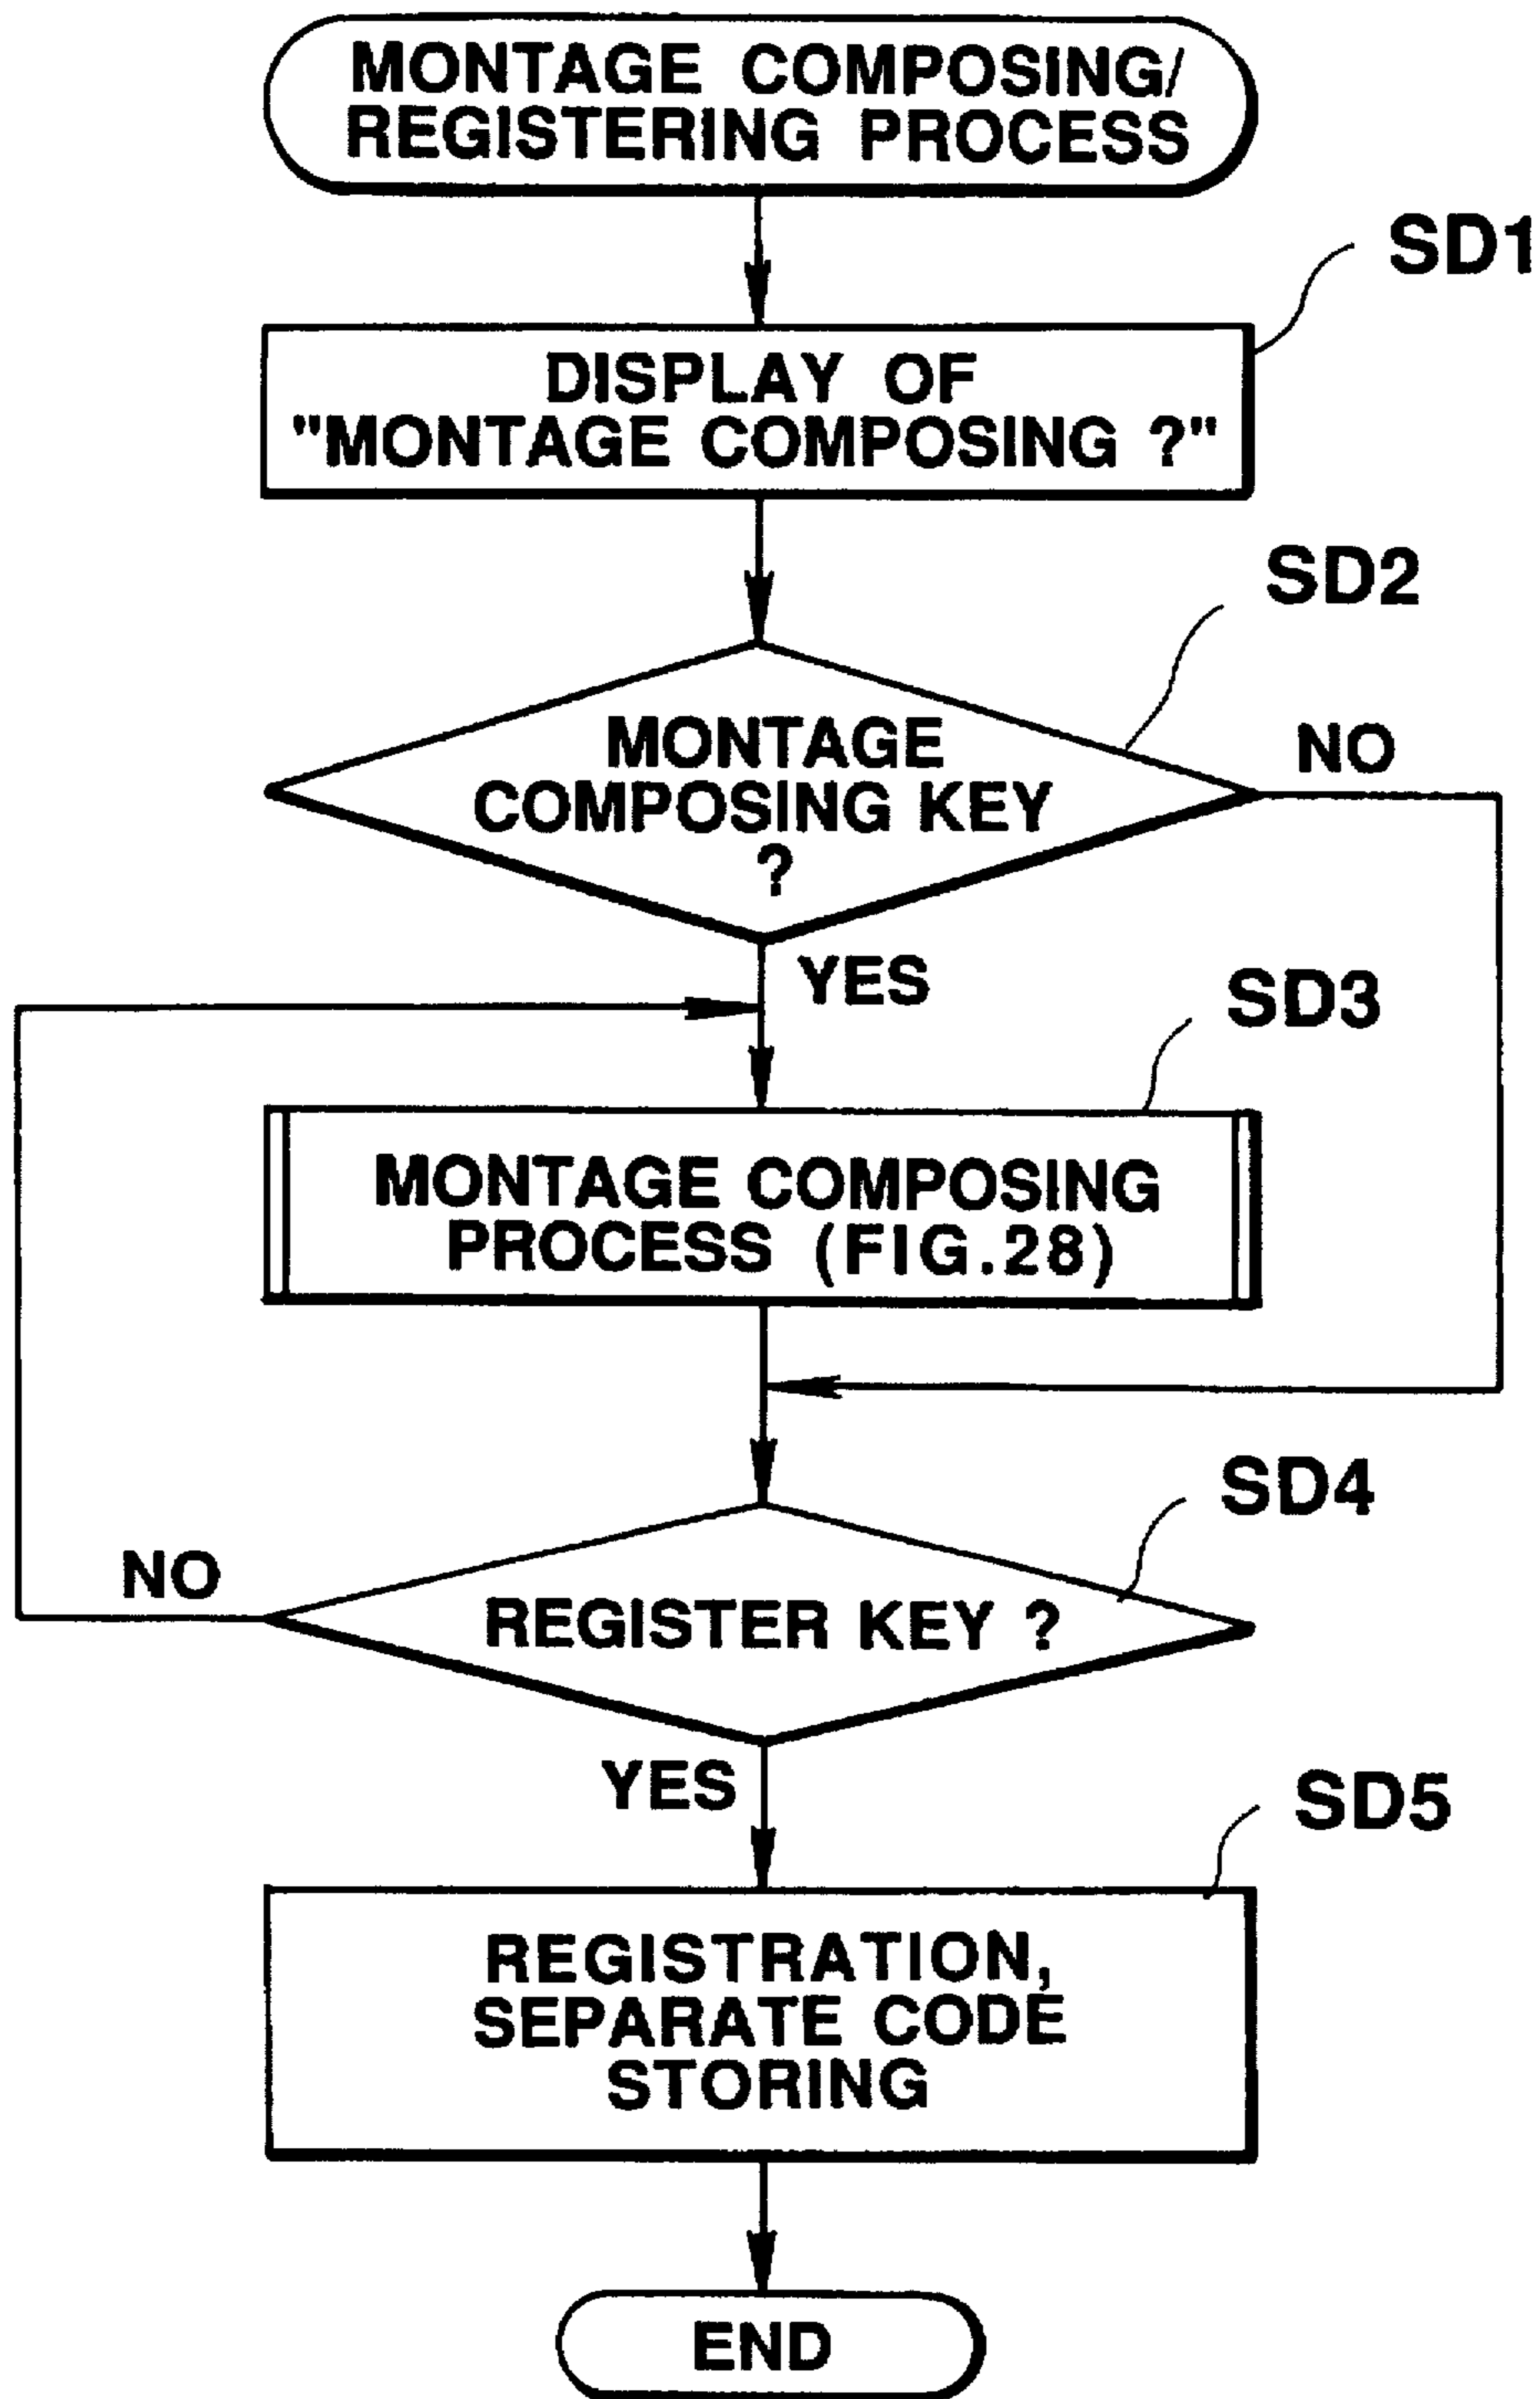 MONTAGE COMPOSING/
REGISTERING PROCESS
SD1
DISPLAY OF
"MONTAGE COMPOSING ?"
SD2
MONTAGE
COMPOSING KEY
?
NO
YES
SD3
MONTAGE COMPOSING
PROCESS (FIG.28)
SD4
NO
REGISTER KEY ?
YES
SD5
REGISTRATION,
SEPARATE CODE
STORING
END